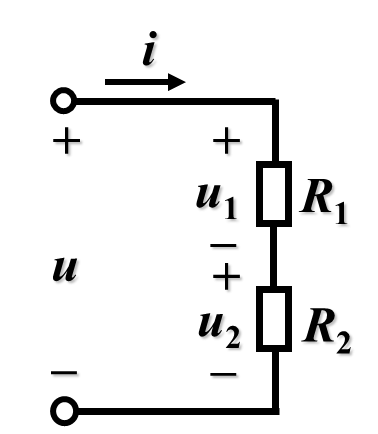 i
+ +
u₁ R₁
−
u +
u₂ R₂
− −